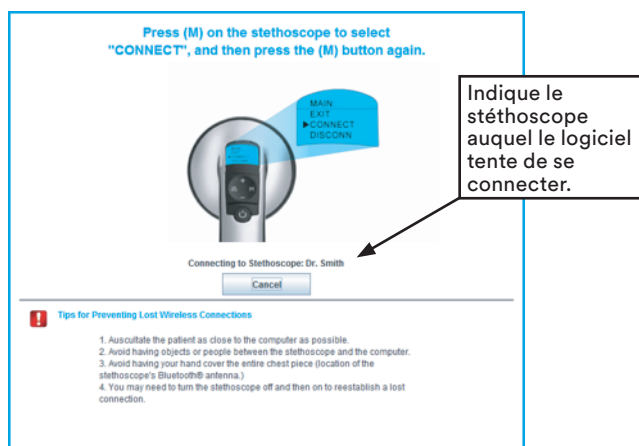 Press (M) on the stethoscope to select
"CONNECT", and then press the (M) button again.
MAIN
EXIT
▶CONNECT
DISCONN
Indique le
stéthoscope
auquel le logiciel
tente de se
connecter.
Connecting to Stethoscope: Dr. Smith
Cancel
Tips for Preventing Lost Wireless Connections
1. Auscultate the patient as close to the computer as possible.
2. Avoid having objects or people between the stethoscope and the computer.
3. Avoid having your hand cover the entire chest piece (location of the
stethoscope's Bluetooth® antenna.)
4. You may need to turn the stethoscope off and then on to reestablish a lost
connection.